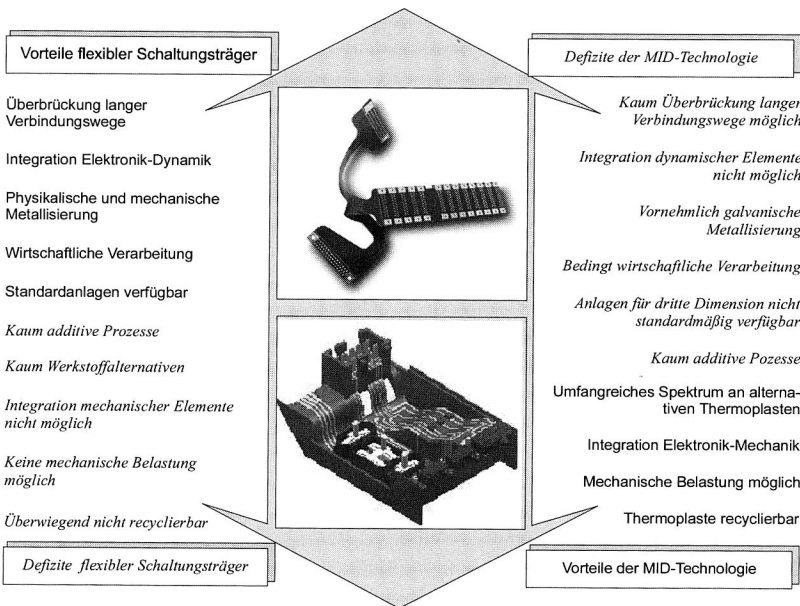 Vorteile flexibler Schaltungsträger
Überbrückung langer
Verbindungswege
Integration Elektronik-Dynamik
Physikalische und mechanische
Metallisierung
Wirtschaftliche Verarbeitung
Standardanlagen verfügbar
Kaum additive Prozesse
Kaum Werkstoffalternativen
Integration mechanischer Elemente
nicht möglich
Keine mechanische Belastung
möglich
Überwiegend nicht recyclierbar
Defizite flexibler Schaltungsträger
Defizite der MID-Technologie
Kaum Überbrückung langer
Verbindungswege möglich
Integration dynamischer Elemente
nicht möglich
Vornehmlich galvanische
Metallisierung
Bedingt wirtschaftliche Verarbeitung
Anlagen für dritte Dimension nicht
standardmäßig verfügbar
Kaum additive Pozesse
Umfangreiches Spektrum an alterna-
tiven Thermoplasten
Integration Elektronik-Mechanik
Mechanische Belastung möglich
Thermoplaste recyclierbar
Vorteile der MID-Technologie